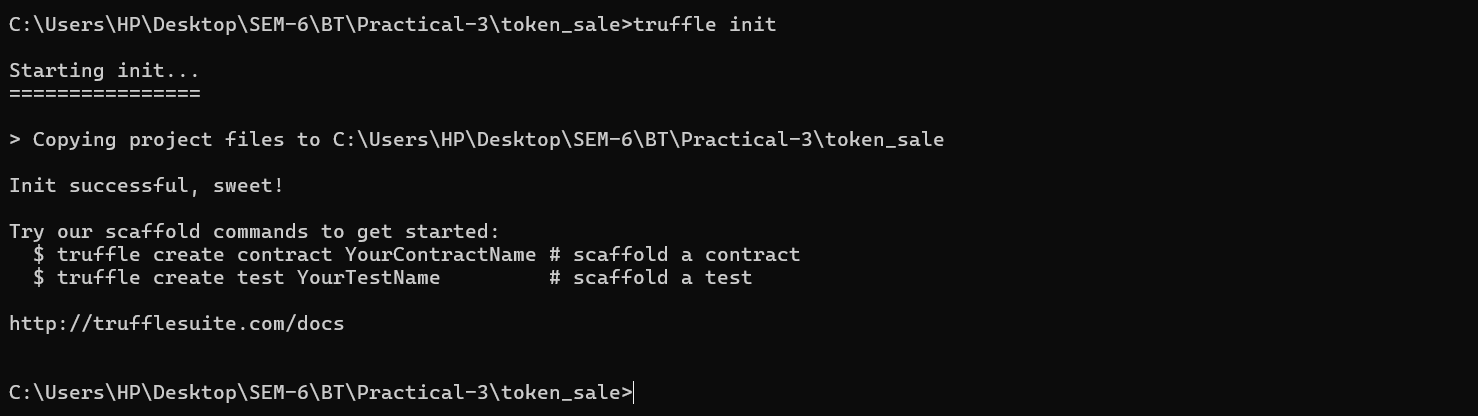 C:\Users\HP\Desktop\SEM-6\BT\Practical-3\token_sale>truffle init
Starting init...
================
> Copying project files to C:\Users\HP\Desktop\SEM-6\BT\Practical-3\token_sale
Init successful, sweet!
Try our scaffold commands to get started:
  $ truffle create contract YourContractName # scaffold a contract
  $ truffle create test YourTestName         # scaffold a test
http://trufflesuite.com/docs
C:\Users\HP\Desktop\SEM-6\BT\Practical-3\token_sale>